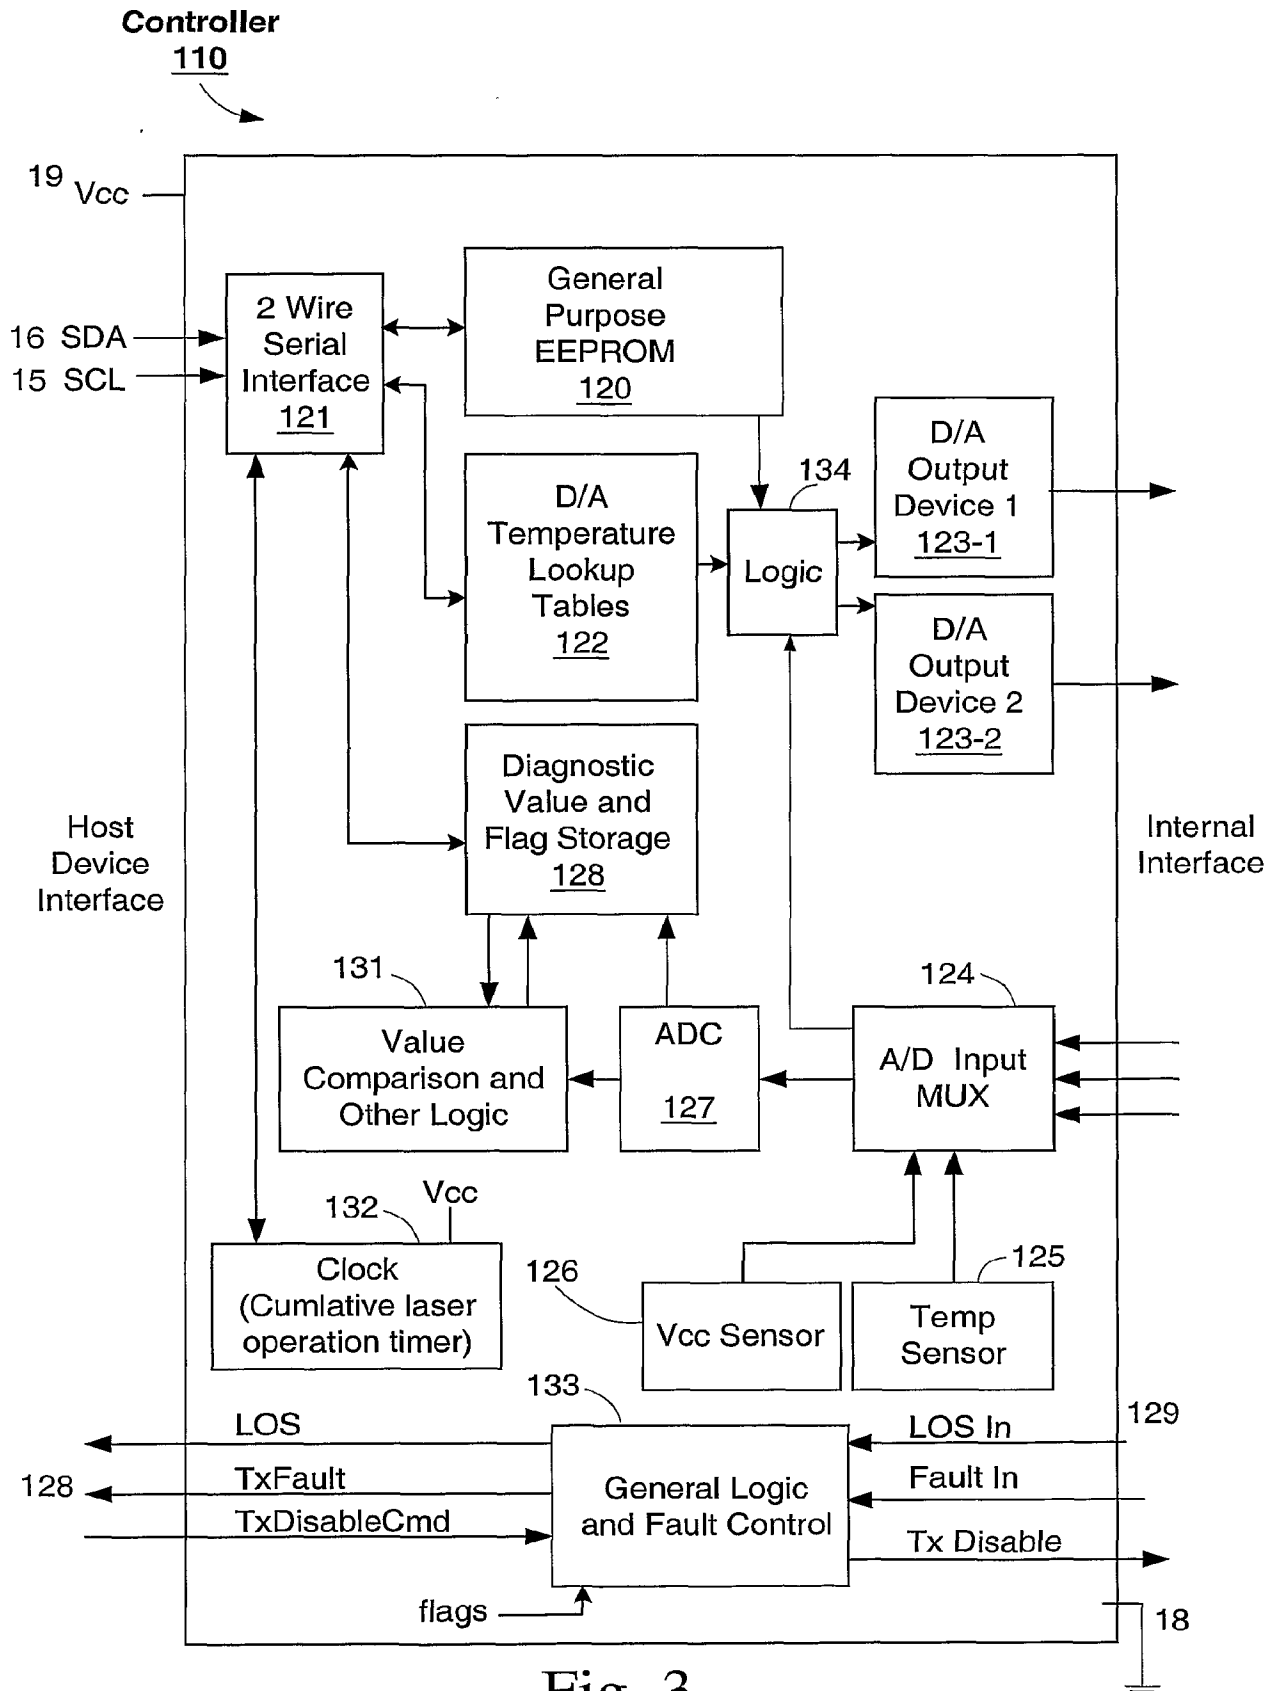 Controller
110
19 Vcc
16 SDA
15 SCL
2 Wire
Serial
Interface
121
General
Purpose
EEPROM
120
D/A
Temperature
Lookup
Tables
122
134
Logic
D/A
Output
Device 1
123-1
D/A
Output
Device 2
123-2
Diagnostic
Value and
Flag Storage
128
Host
Device
Interface
Internal
Interface
131
Value
Comparison and
Other Logic
ADC
127
124
A/D Input
MUX
132
Vcc
Clock
(Cumlative laser
operation timer)
126
Vcc Sensor
125
Temp
Sensor
133
General Logic
and Fault Control
LOS
TxFault
TxDisableCmd
128
LOS In
129
Fault In
Tx Disable
flags
18
Fig. 3